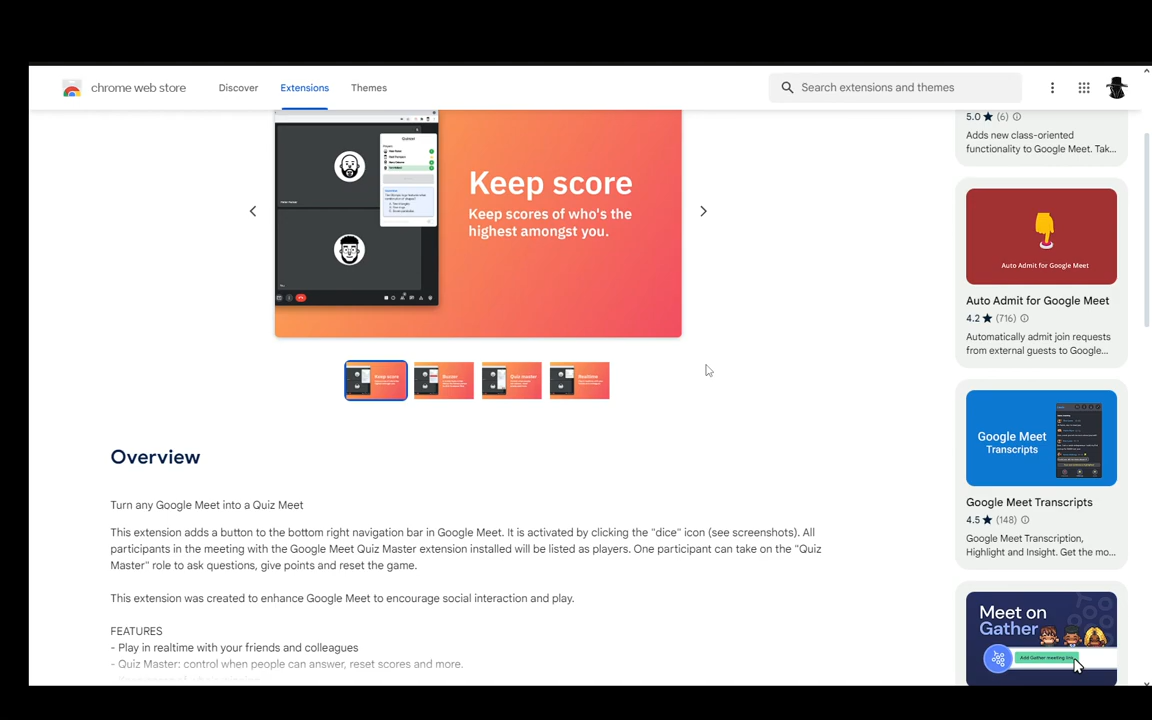 chrome web store
Discover
Extensions
Themes
Search extensions and themes
Keep score
Keep scores of who's the
highest amongst you.
Overview
Turn any Google Meet into a Quiz Meet
This extension adds a button to the bottom right navigation bar in Google Meet. It is activated by clicking the "dice" icon (see screenshots). All
participants in the meeting with the Google Meet Quiz Master extension installed will be listed as players. One participant can take on the "Quiz
Master" role to ask questions, give points and reset the game.
This extension was created to enhance Google Meet to encourage social interaction and play.
FEATURES
- Play in realtime with your friends and colleagues
- Quiz Master: control when people can answer, reset scores and more.
5.0 (6)
Adds new class-oriented
functionality to Google Meet. Tak...
Auto Admit for Google Meet
Auto Admit for Google Meet
4.2 (716)
Automatically admit join requests
from external guests to Google...
Google Meet
Transcripts
Google Meet Transcripts
4.5 (148)
Google Meet Transcription,
Highlight and Insight. Get the mo...
Meet on
Gather
Add Gather meeting link